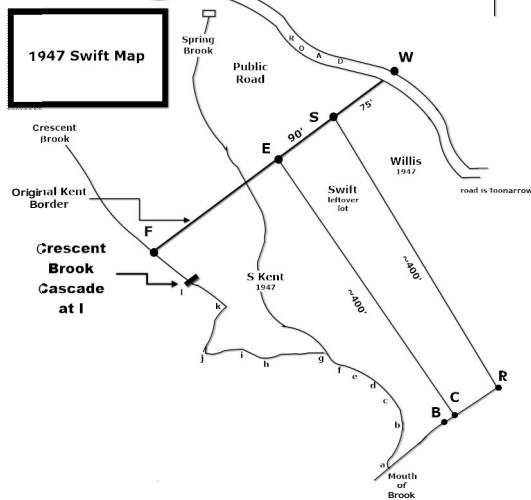 1947 Swift Map
Spring
Brook
Public
Road
ROAD
W
75'
S
90'
E
Crescent
Brook
Willis
1947
road is toonarrow
Swift
leftover
lot
Original Kent
Border
F
Crescent
Brook
Cascade
at l
l
k
S Kent
1947
~400'
~400'
j
i
h
g
f
e
d
c
b
a
R
C
B
Mouth
of
Brook